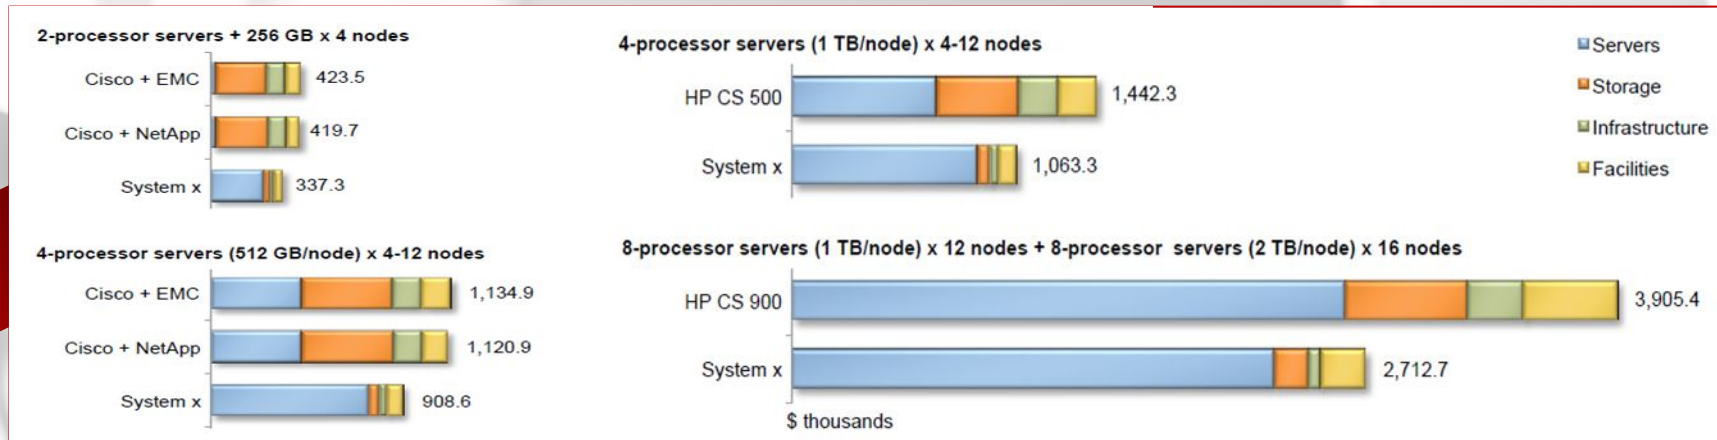 2-processor servers + 256 GB x 4 nodes
Cisco + EMC 423.5
Cisco + NetApp 419.7
System x 337.3
4-processor servers (1 TB/node) x 4-12 nodes
HP CS 500 1,442.3
System x 1,063.3
Servers
Storage
Infrastructure
Facilities
4-processor servers (512 GB/node) x 4-12 nodes
Cisco + EMC 1,134.9
Cisco + NetApp 1,120.9
System x 908.6
8-processor servers (1 TB/node) x 12 nodes + 8-processor servers (2 TB/node) x 16 nodes
HP CS 900 3,905.4
System x 2,712.7
$ thousands